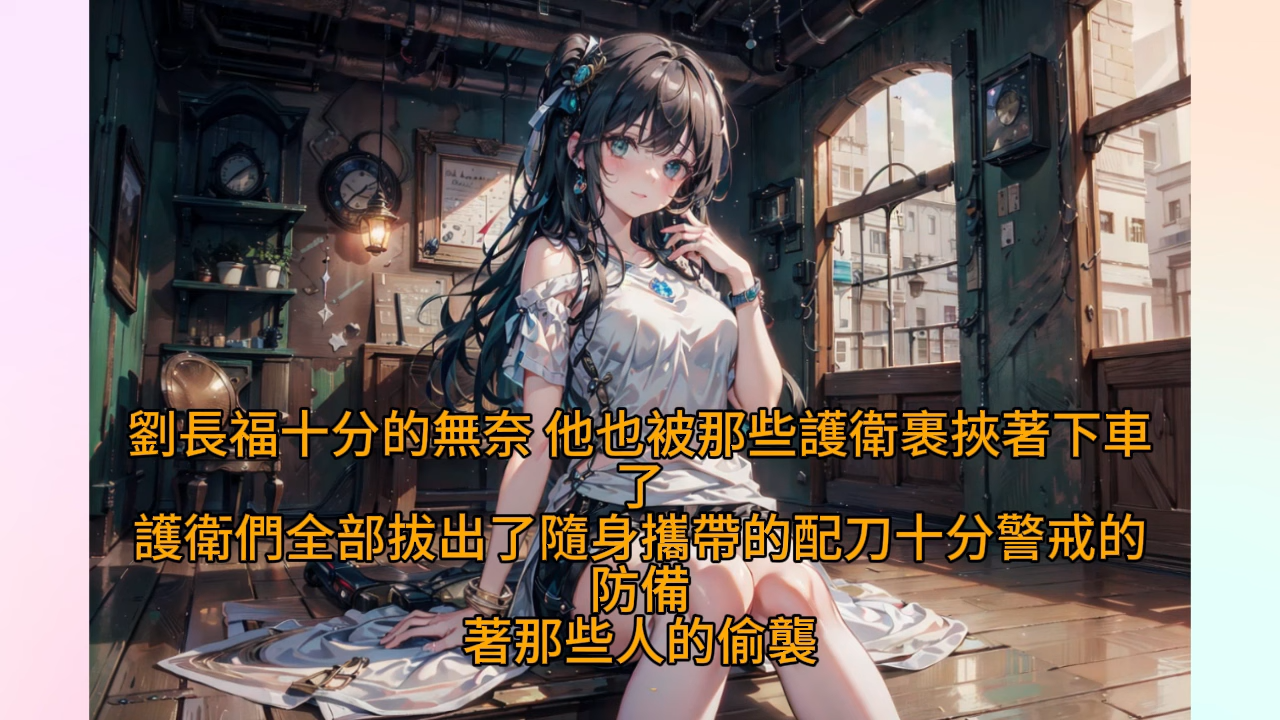 劉長福十分的無奈 他也被那些護衛裹挾著下車
了
護衛們全部拔出了隨身攜帶的配刀十分警戒的
防備
著那些人的偷襲